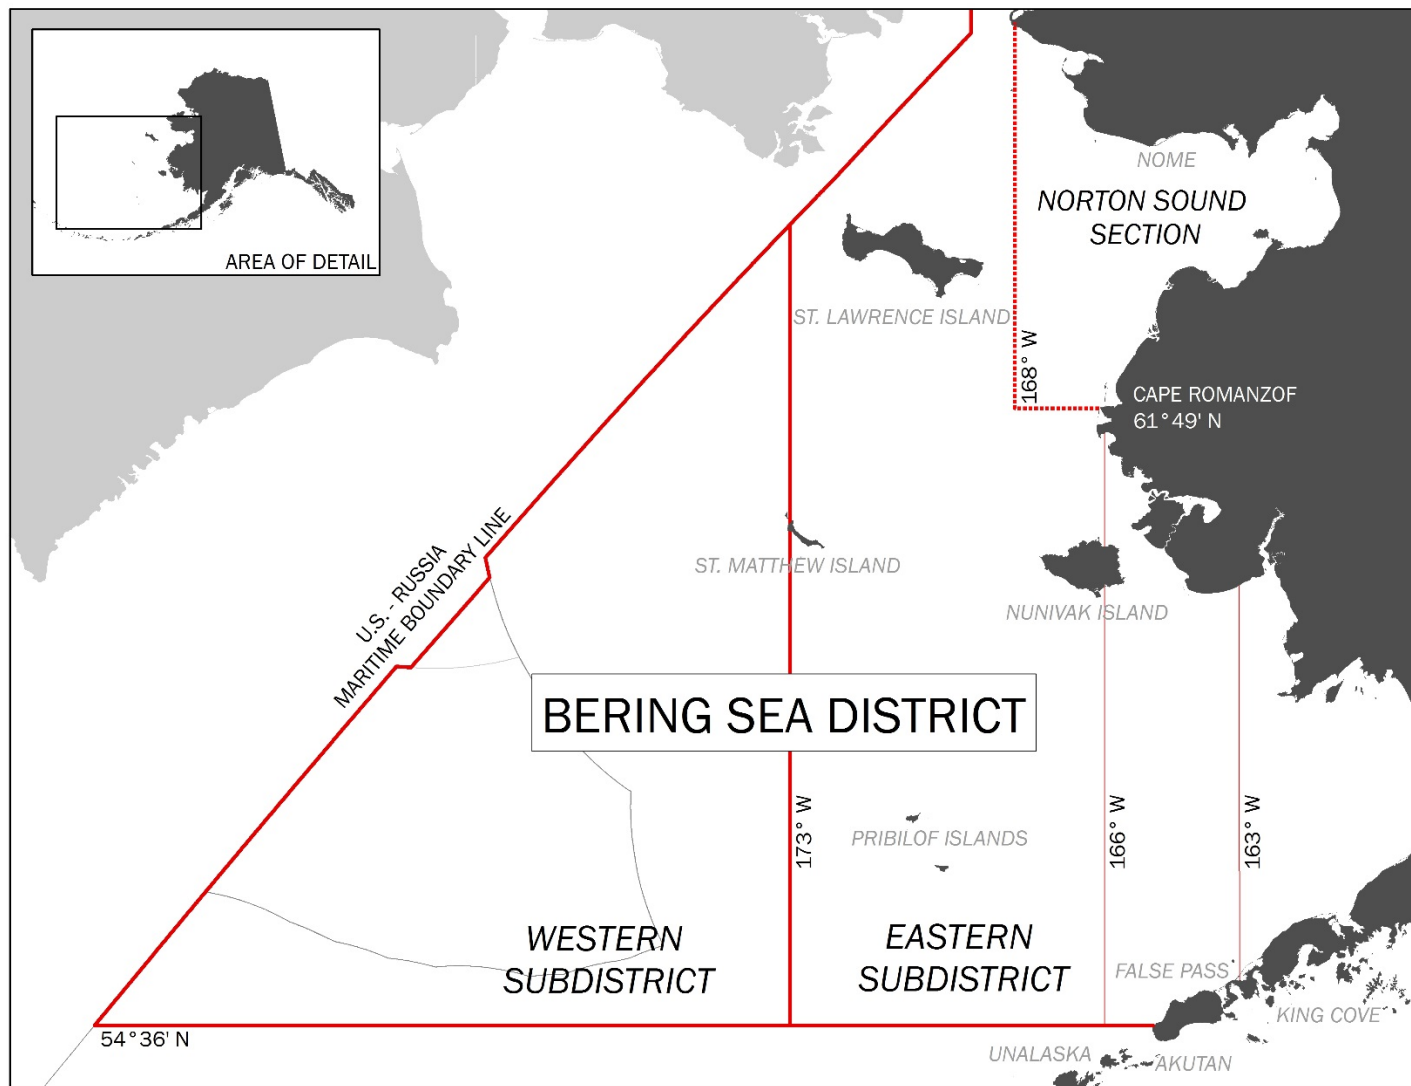 AREA OF DETAIL
NOME
NORTON SOUND
SECTION
ST. LAWRENCE ISLAND
168° W
CAPE ROMANZOF
61°49' N
U.S. - RUSSIA
MARITIME BOUNDARY LINE
ST. MATTHEW ISLAND
NUNIVAK ISLAND
BERING SEA DISTRICT
173° W
PRIBILOF ISLANDS
166° W
163° W
WESTERN
SUBDISTRICT
EASTERN
SUBDISTRICT
FALSE PASS
KING COVE
54°36' N
UNALASKA
AKUTAN